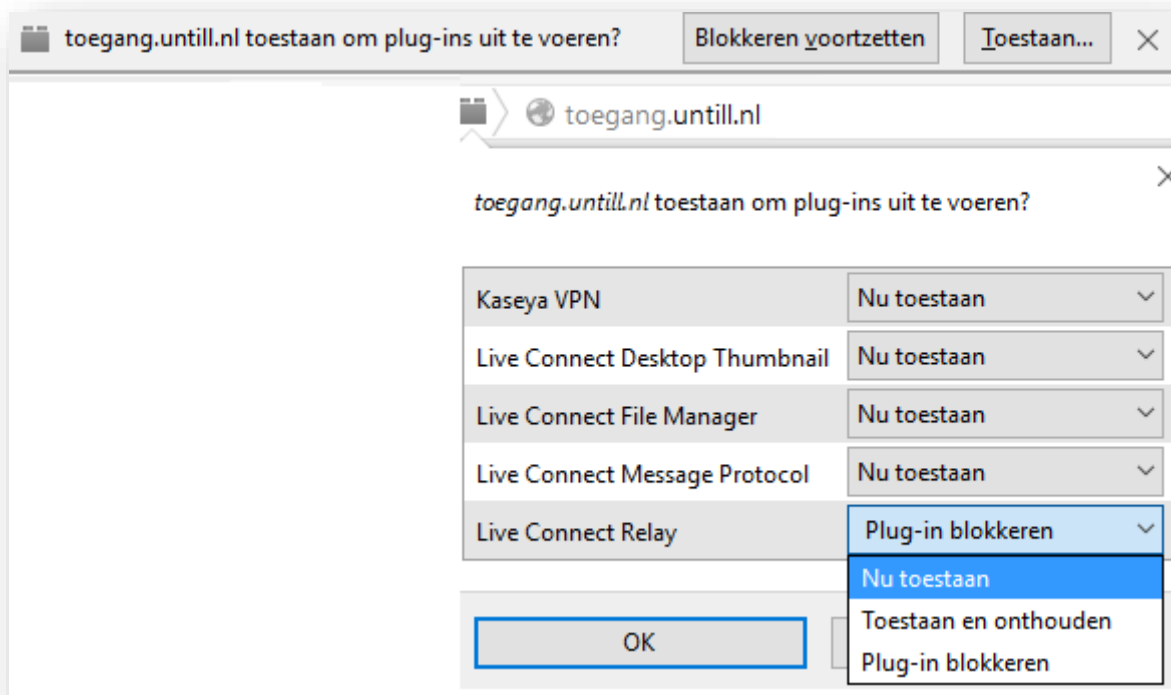 toegang.untill.nl toestaan om plug-ins uit te voeren? Blokkeren voortzetten Toestaan...
toegang.untill.nl
toegang.untill.nl toestaan om plug-ins uit te voeren?
Kaseya VPN Nu toestaan
Live Connect Desktop Thumbnail Nu toestaan
Live Connect File Manager Nu toestaan
Live Connect Message Protocol Nu toestaan
Live Connect Relay Plug-in blokkeren
Nu toestaan
Toestaan en onthouden
OK
Plug-in blokkeren